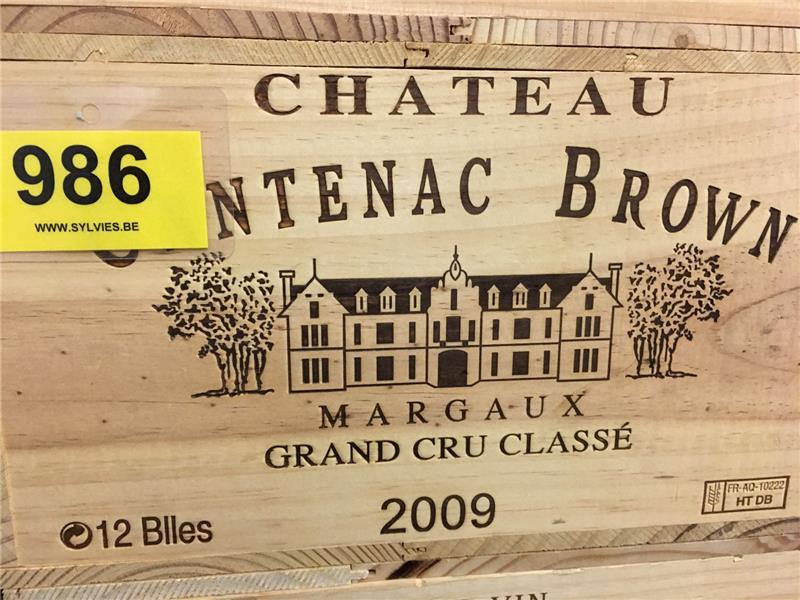 CHATEAU
986
WWW.SYLVIES.BE
NTENAC BROWN
MARGAUX
GRAND CRU CLASSÉ
2009
12 Blles
FR-AQ-10222
HT DB
VIN